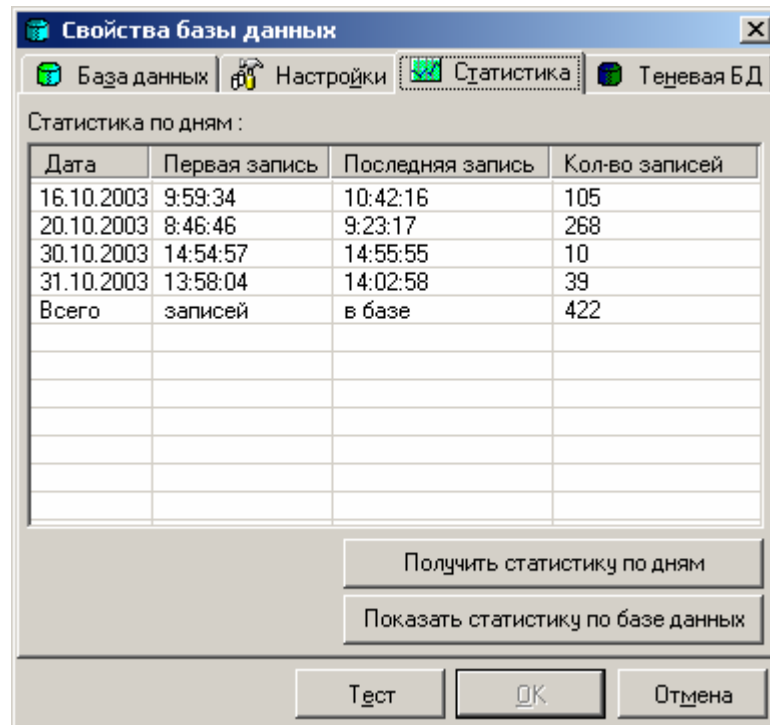 Свойства базы данных
База данных Настройки Статистика Теневая БД
Статистика по дням :
Дата Первая запись Последняя запись Кол-во записей
16.10.2003 9:59:34 10:42:16 105
20.10.2003 8:46:46 9:23:17 268
30.10.2003 14:54:57 14:55:55 10
31.10.2003 13:58:04 14:02:58 39
Всего записей в базе 422
Получить статистику по дням
Показать статистику по базе данных
Тест OK Отмена